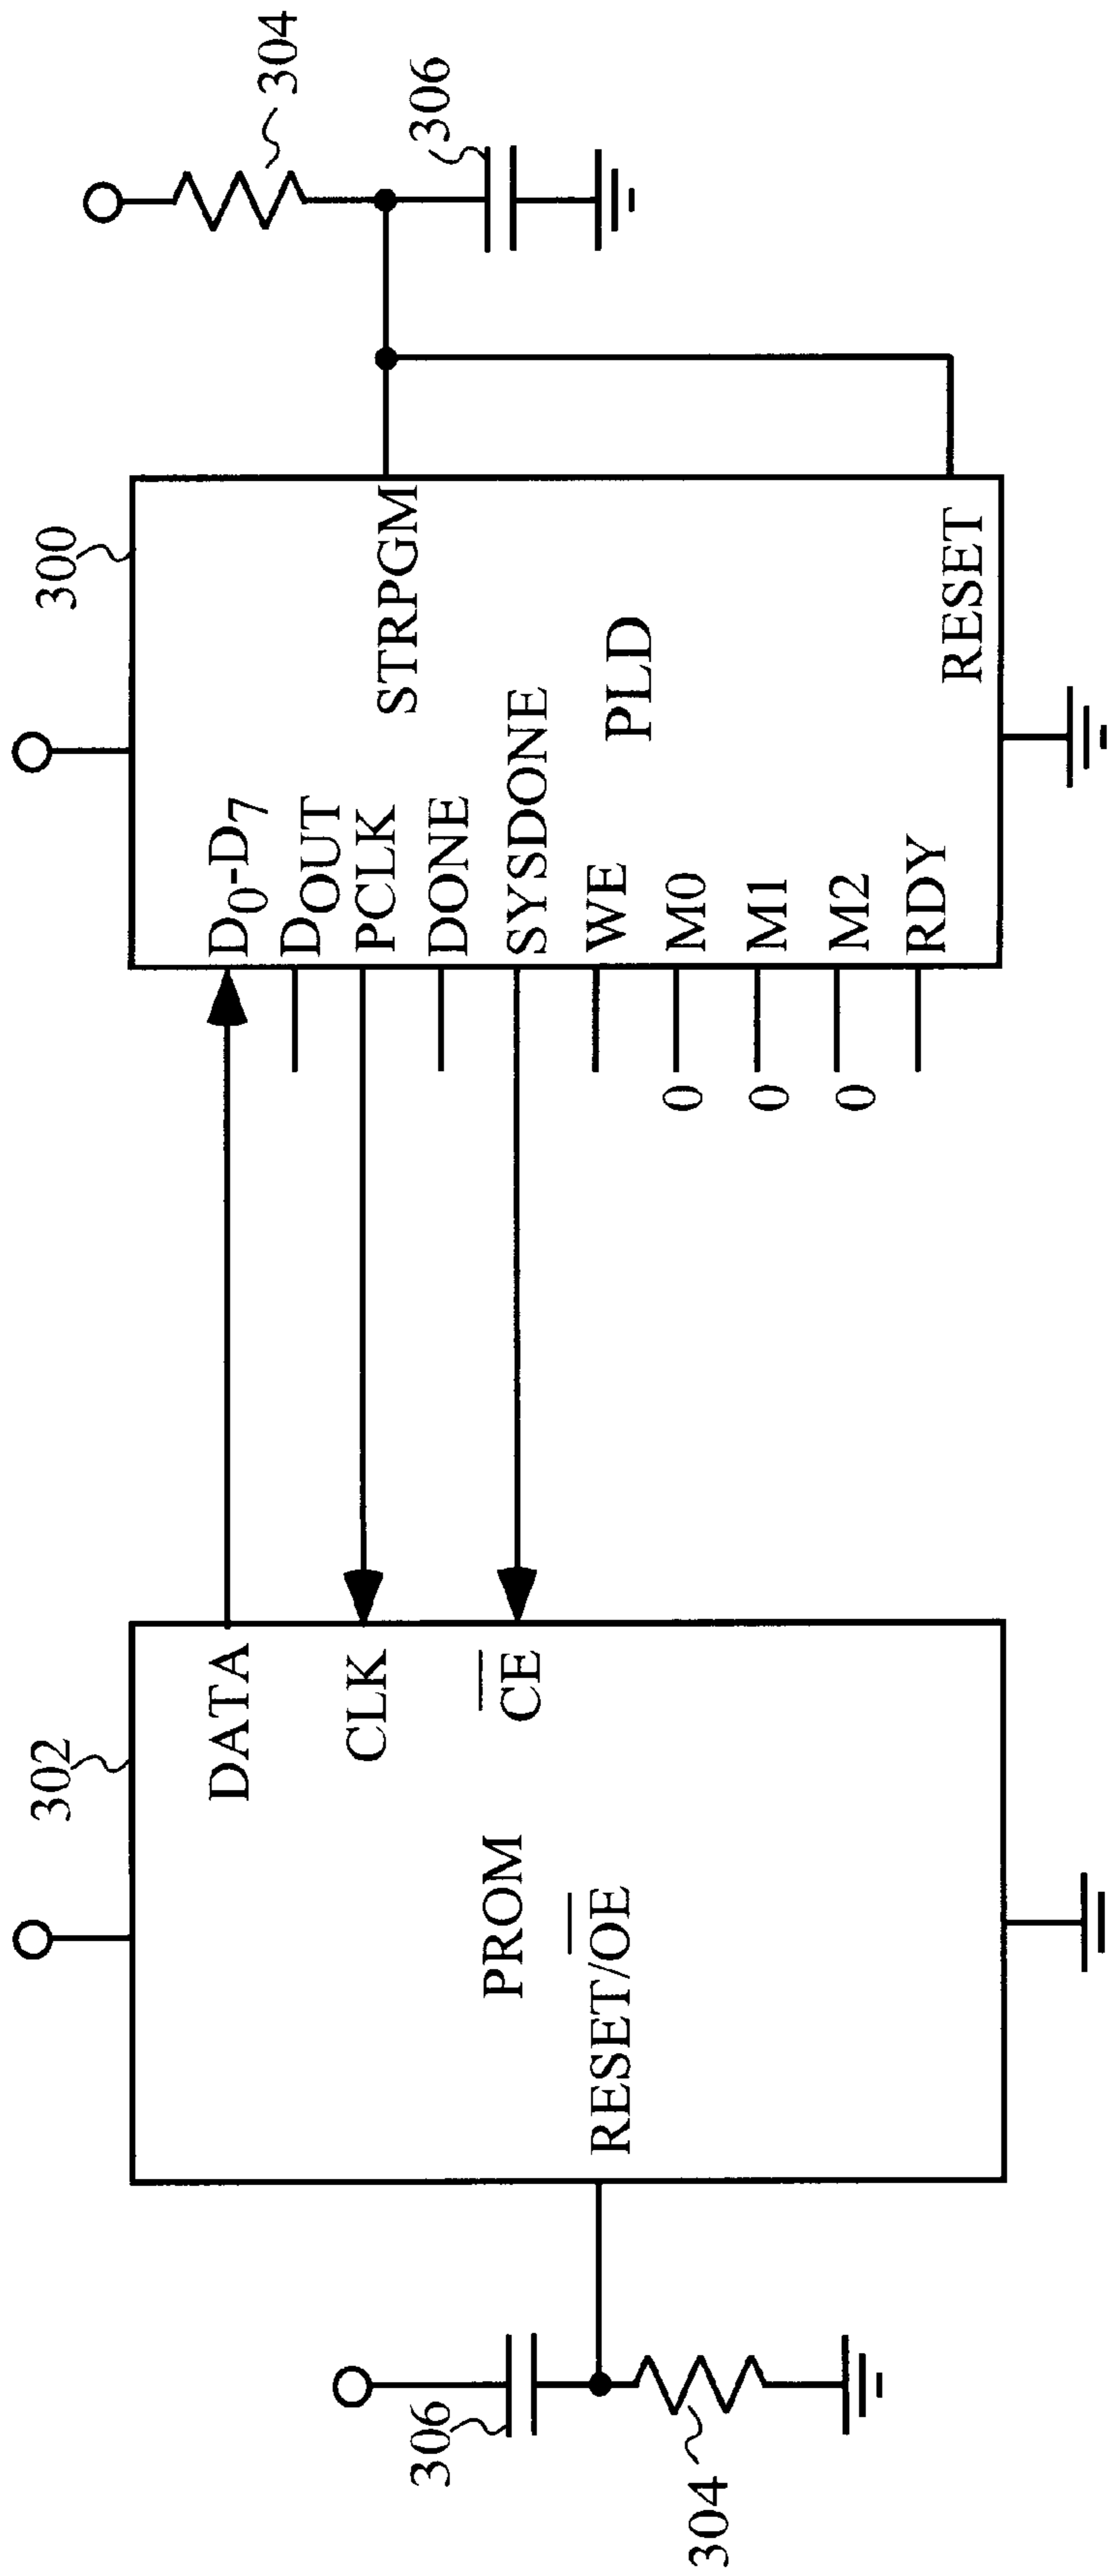 302
300
304
306
DATA
CLK
CE
PROM
RESET/OE
306
304
D0-D7
DOUT
PCLK
DONE
SYSDONE
WE
M0
M1
M2
RDY
0
0
0
STRPGM
PLD
RESET